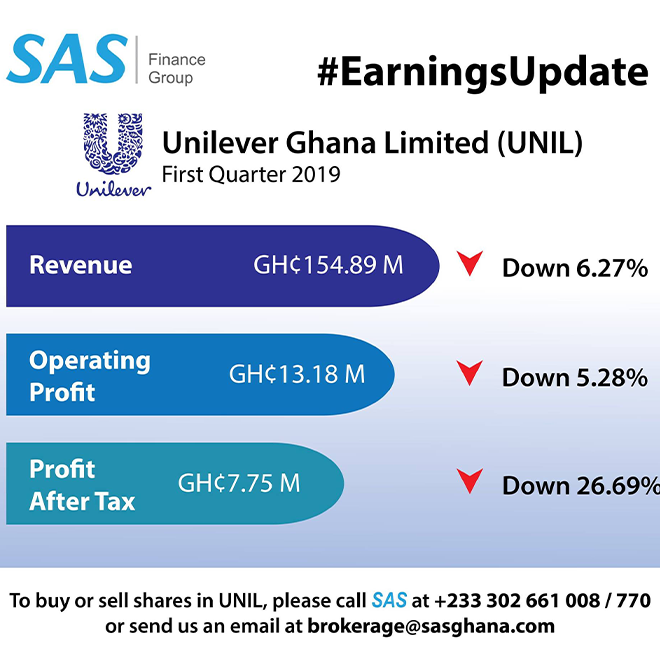 SAS Finance
Group
#EarningsUpdate
Unilever
Unilever Ghana Limited (UNIL)
First Quarter 2019
Revenue GH¢154.89 M Down 6.27%
Operating
Profit GH¢13.18 M Down 5.28%
Profit
After Tax GH¢7.75 M Down 26.69%
To buy or sell shares in UNIL, please call SAS at +233 302 661 008 / 770
or send us an email at brokerage@sasghana.com